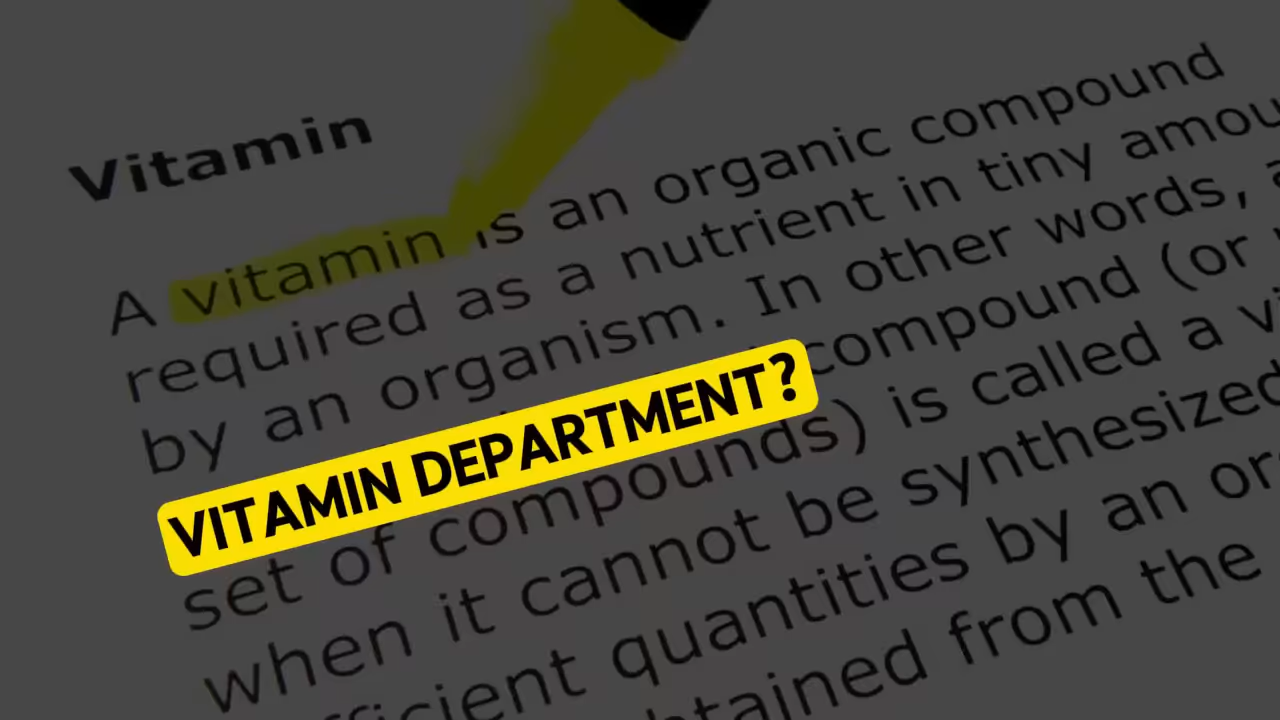 Vitamin
A vitamin is an organic compound
required as a nutrient in tiny
by an organism. In other words,
compound (or
VITAMIN DEPARTMENT?
set of compounds) is called a
when it cannot be synthesized
quantities by an
from the